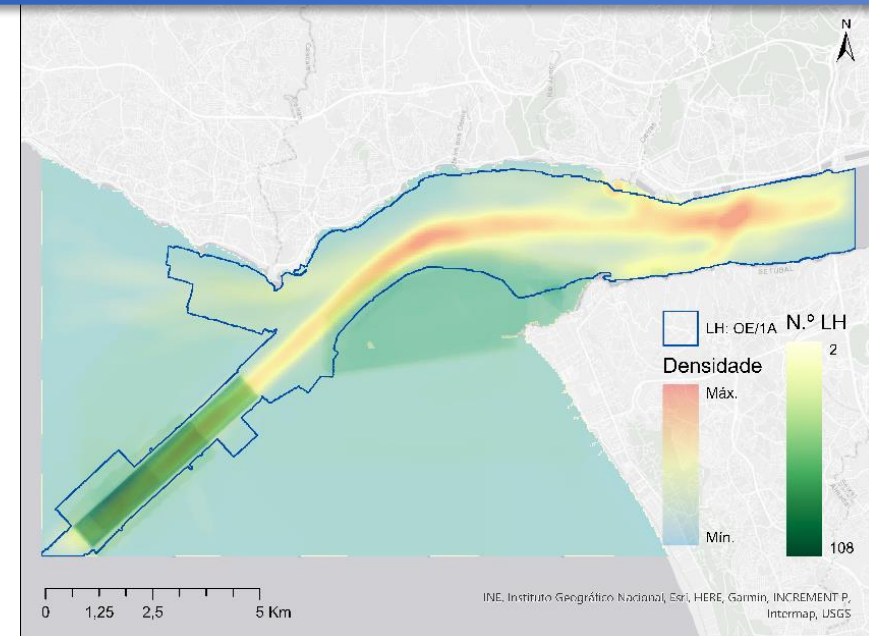 N
SETÚBAL
LH: OE/1A
N.º LH
2
108
Densidade
Máx.
Mín.
0
1,25
2,5
5 Km
INE, Instituto Geográfico Nacional, Esri, HERE, Garmin, INCREMENT P,
Intermap, USGS